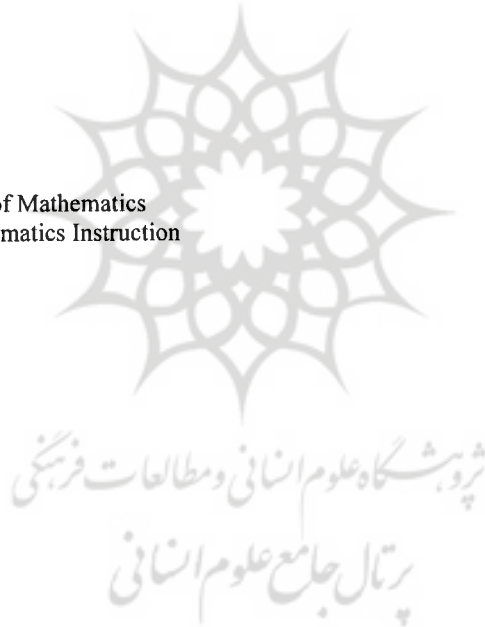 of Mathematics
matics Instruction
پژوهشگاه علوم انسانی و مطالعات فرهنگی
پرتال جامع علوم انسانی